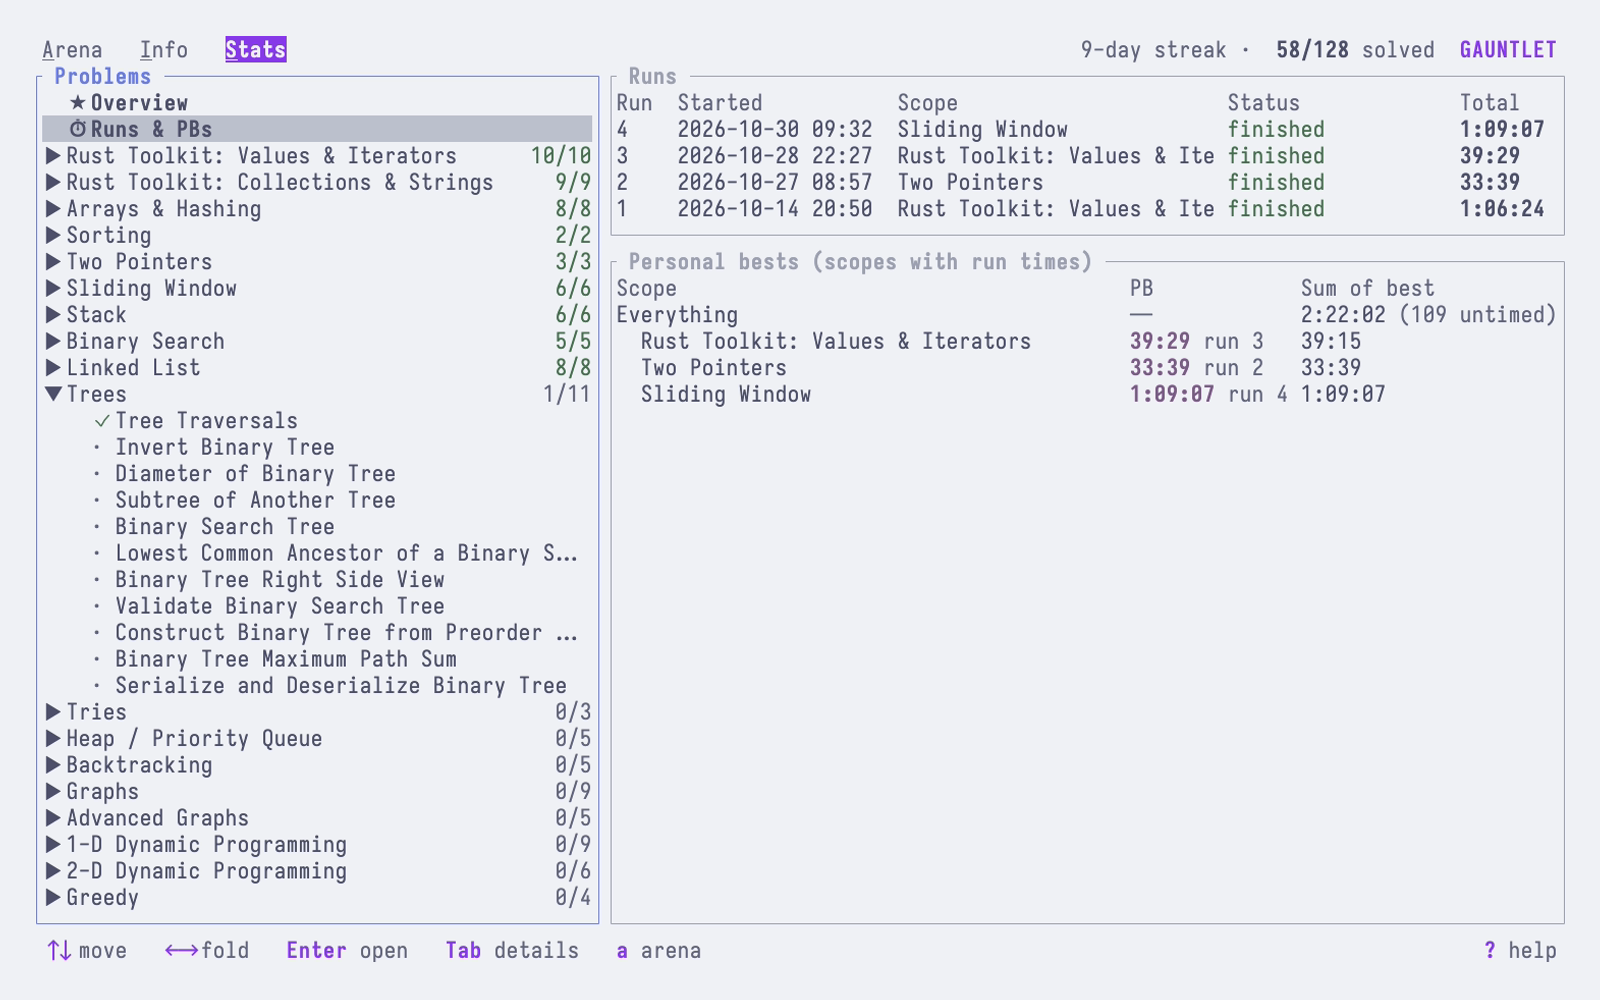 Arena Info Stats 9-day streak · 58/128 solved GAUNTLET
Problems
★ Overview
⏱ Runs & PBs
▶ Rust Toolkit: Values & Iterators 10/10
▶ Rust Toolkit: Collections & Strings 9/9
▶ Arrays & Hashing 8/8
▶ Sorting 2/2
▶ Two Pointers 3/3
▶ Sliding Window 6/6
▶ Stack 6/6
▶ Binary Search 5/5
▶ Linked List 8/8
▼ Trees 1/11
✓ Tree Traversals
· Invert Binary Tree
· Diameter of Binary Tree
· Subtree of Another Tree
· Binary Search Tree
· Lowest Common Ancestor of a Binary S...
· Binary Tree Right Side View
· Validate Binary Search Tree
· Construct Binary Tree from Preorder ...
· Binary Tree Maximum Path Sum
· Serialize and Deserialize Binary Tree
▶ Tries 0/3
▶ Heap / Priority Queue 0/5
▶ Backtracking 0/5
▶ Graphs 0/9
▶ Advanced Graphs 0/5
▶ 1-D Dynamic Programming 0/9
▶ 2-D Dynamic Programming 0/6
▶ Greedy 0/4
Runs
Run Started Scope Status Total
4 2026-10-30 09:32 Sliding Window finished 1:09:07
3 2026-10-28 22:27 Rust Toolkit: Values & Ite finished 39:29
2 2026-10-27 08:57 Two Pointers finished 33:39
1 2026-10-14 20:50 Rust Toolkit: Values & Ite finished 1:06:24
Personal bests (scopes with run times)
Scope PB Sum of best
Everything — 2:22:02 (109 untimed)
Rust Toolkit: Values & Iterators 39:29 run 3 39:15
Two Pointers 33:39 run 2 33:39
Sliding Window 1:09:07 run 4 1:09:07
↑↓ move ←→ fold Enter open Tab details a arena ? help